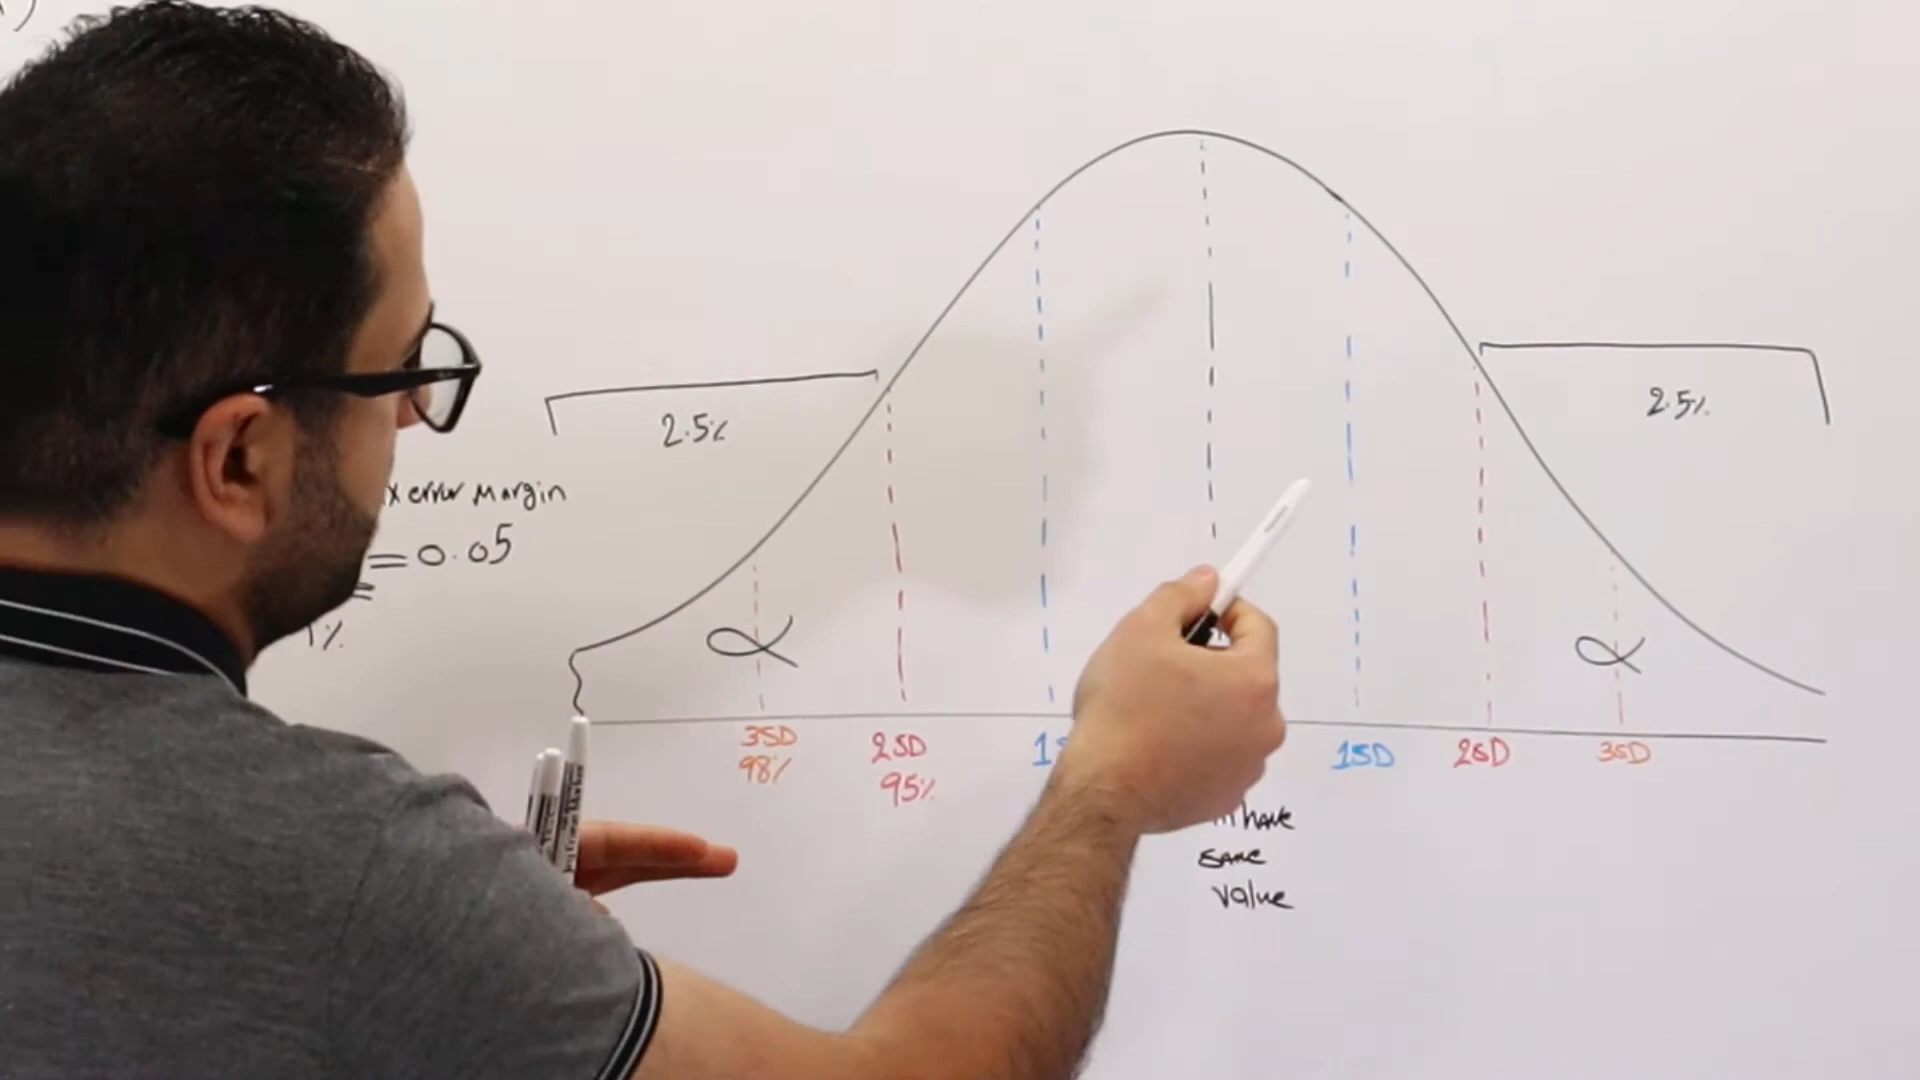 2.5%
2.5%
error Margin
= 0.05
1%
α
α
3SD
2SD
1SD
2SD
3SD
98%
95%
have
same
value